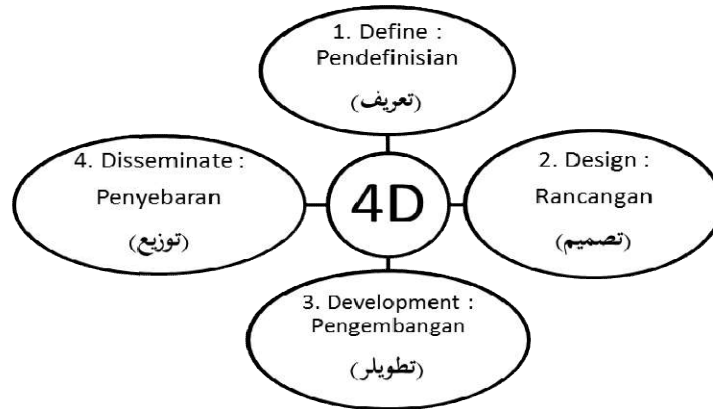 1. Define :
Pendefinisian
(تعريف)
4. Disseminate :
Penyebaran
(توزيع)
4D
2. Design :
Rancangan
(تصميم)
3. Development :
Pengembangan
(تطويلر)